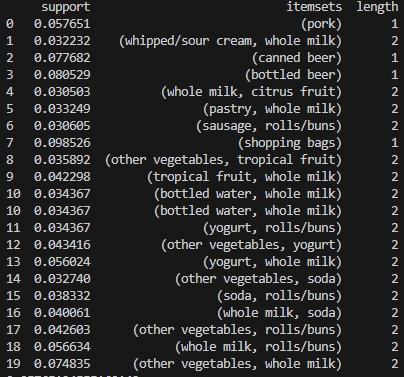 support itemsets length
0 0.057651 (pork) 1
1 0.032232 (whipped/sour cream, whole milk) 2
2 0.077682 (canned beer) 1
3 0.080529 (bottled beer) 1
4 0.030503 (whole milk, citrus fruit) 2
5 0.033249 (pastry, whole milk) 2
6 0.030605 (sausage, rolls/buns) 2
7 0.098526 (shopping bags) 1
8 0.035892 (other vegetables, tropical fruit) 2
9 0.042298 (tropical fruit, whole milk) 2
10 0.034367 (bottled water, whole milk) 2
10 0.034367 (bottled water, whole milk) 2
11 0.034367 (yogurt, rolls/buns) 2
12 0.043416 (other vegetables, yogurt) 2
13 0.056024 (yogurt, whole milk) 2
14 0.032740 (other vegetables, soda) 2
15 0.038332 (soda, rolls/buns) 2
16 0.040061 (whole milk, soda) 2
17 0.042603 (other vegetables, rolls/buns) 2
18 0.056634 (whole milk, rolls/buns) 2
19 0.074835 (other vegetables, whole milk) 2